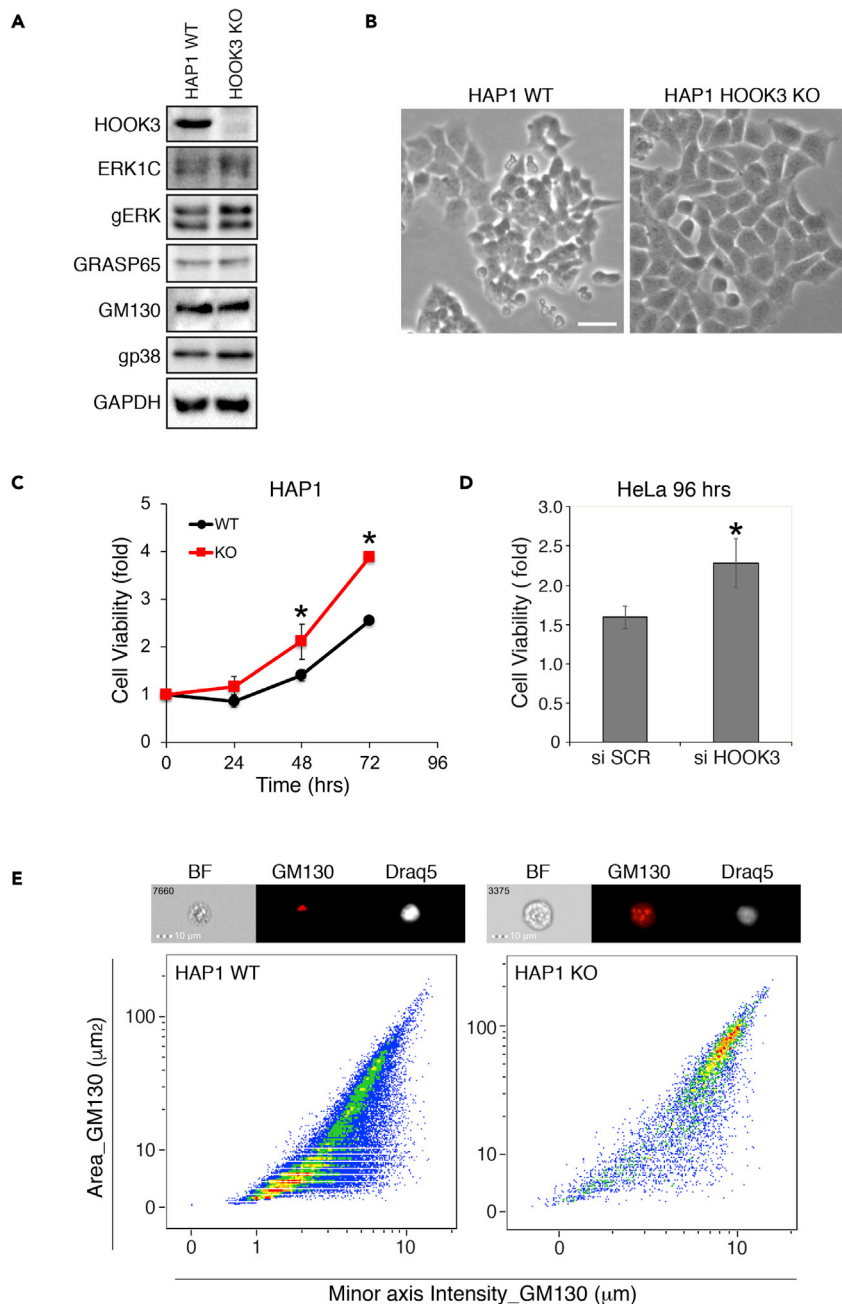 A
HAP1 WT
HOOK3 KO
HOOK3
ERK1C
gERK
GRASP65
GM130
gp38
GAPDH
B
HAP1 WT
HAP1 HOOK3 KO
C
HAP1
Cell Viability (fold)
5
4
3
2
1
0
WT
KO
*
*
0
24
48
72
96
Time (hrs)
D
HeLa 96 hrs
Cell Viability ( fold)
3.0
2.5
2.0
1.5
1.0
0.5
0.0
*
si SCR
si HOOK3
E
BF
GM130
Draq5
7660
10 µm
BF
GM130
Draq5
3375
10 µm
Area_GM130 (µm2)
HAP1 WT
100
10
0
0
1
10
HAP1 KO
100
10
0
0
10
Minor axis Intensity_GM130 (µm)